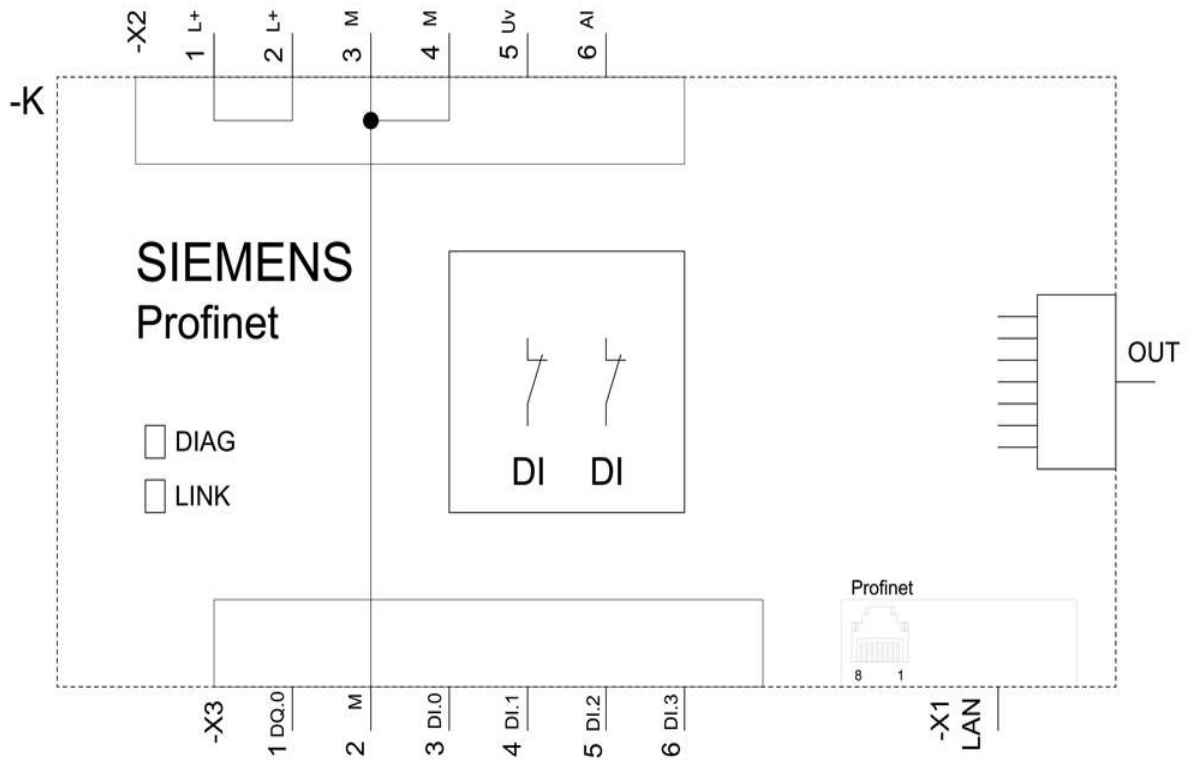 -X2
1 L+
2 L+
3 M
4 M
5 Uv
6 AI
-K
SIEMENS
Profinet
DIAG
LINK
DI DI
OUT
Profinet
8 1
-X3
1 DQ.0
2 M
3 DI.0
4 DI.1
5 DI.2
6 DI.3
-X1
LAN